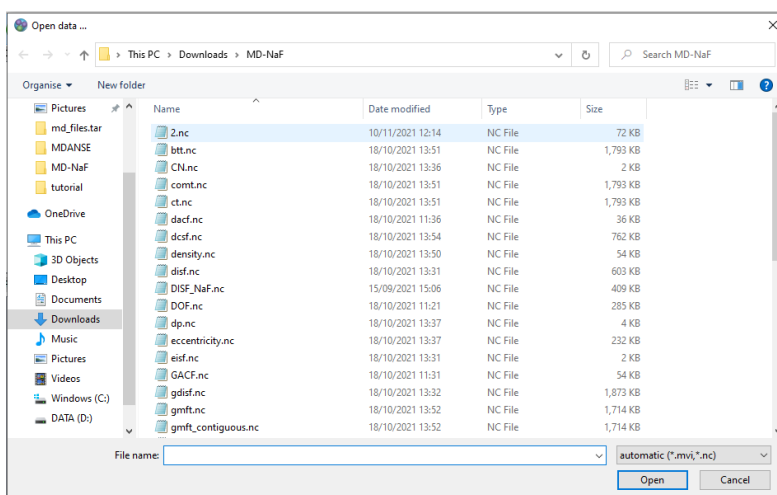 Open data ...
This PC > Downloads > MD-NaF
Search MD-NaF
Organise New folder
Pictures
md_files.tar
MDANSE
MD-NaF
tutorial
OneDrive
This PC
3D Objects
Desktop
Documents
Downloads
Music
Pictures
Videos
Windows (C:)
DATA (D:)
Name Date modified Type Size
2.nc 10/11/2021 12:14 NC File 72 KB
btt.nc 18/10/2021 13:51 NC File 1,793 KB
CN.nc 18/10/2021 13:36 NC File 2 KB
comt.nc 18/10/2021 13:51 NC File 1,793 KB
ct.nc 18/10/2021 13:51 NC File 1,793 KB
dacf.nc 18/10/2021 11:36 NC File 36 KB
dcsf.nc 18/10/2021 13:54 NC File 762 KB
density.nc 18/10/2021 13:50 NC File 54 KB
disf.nc 18/10/2021 13:31 NC File 603 KB
DISF_NaF.nc 15/09/2021 15:06 NC File 409 KB
DOF.nc 18/10/2021 11:21 NC File 285 KB
dp.nc 18/10/2021 13:37 NC File 4 KB
eccentricity.nc 18/10/2021 13:37 NC File 232 KB
eisf.nc 18/10/2021 13:31 NC File 2 KB
GACF.nc 18/10/2021 11:31 NC File 54 KB
gdisf.nc 18/10/2021 13:32 NC File 1,873 KB
gmft.nc 18/10/2021 13:52 NC File 1,714 KB
gmft_contiguous.nc 18/10/2021 13:52 NC File 1,714 KB
File name:
automatic (*.mvi,*.nc)
Open Cancel